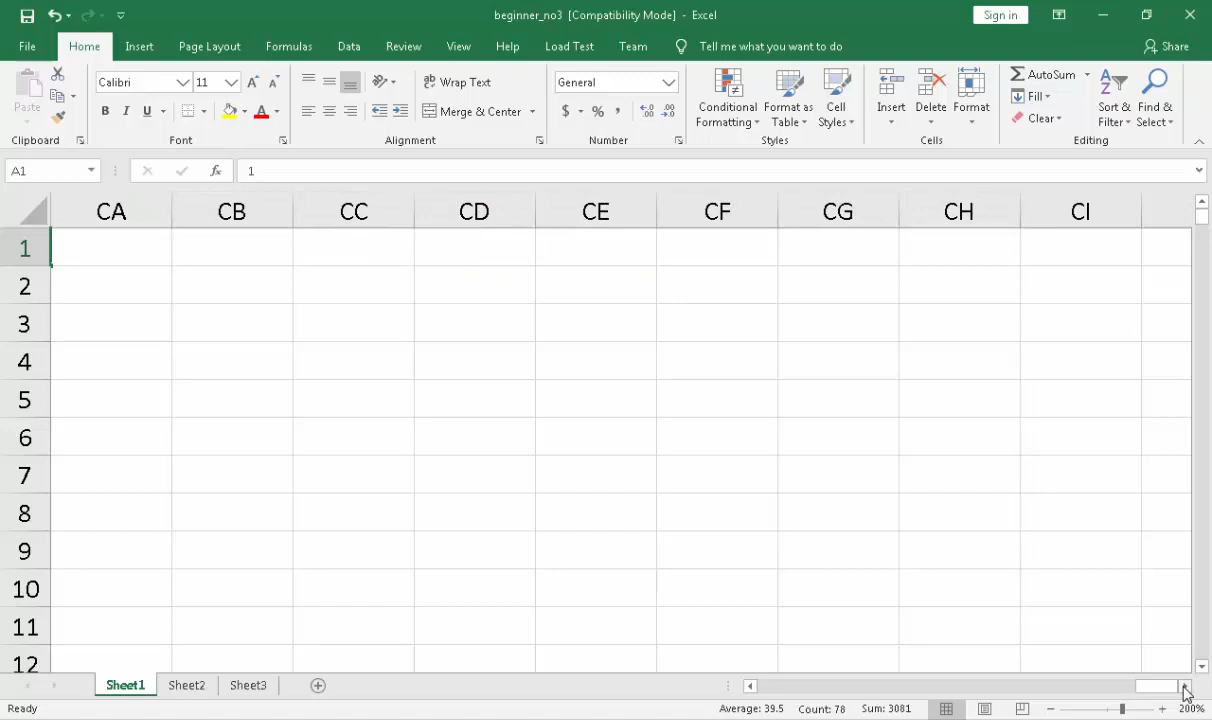 beginner_no3 [Compatibility Mode] - Excel
Sign in
File Home Insert Page Layout Formulas Data Review View Help Load Test Team Tell me what you want to do Share
Paste
Calibri 11
B I U A
Wrap Text
Merge & Center
General
$ % ,
Conditional Formatting
Format as Table
Cell Styles
Insert
Delete
Format
AutoSum
Fill
Clear
Sort & Filter
Find & Select
Clipboard Font Alignment Number Styles Cells Editing
A1 fx 1
CA CB CC CD CE CF CG CH CI
1
2
3
4
5
6
7
8
9
10
11
12
Sheet1 Sheet2 Sheet3
Ready Average: 39.5 Count: 78 Sum: 3081 200%